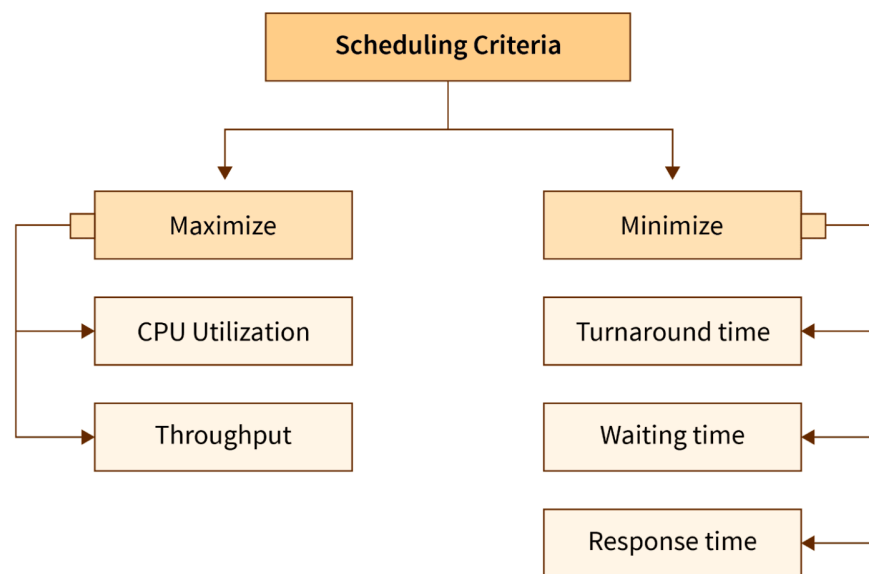 Scheduling Criteria
Maximize
Minimize
CPU Utilization
Turnaround time
Throughput
Waiting time
Response time